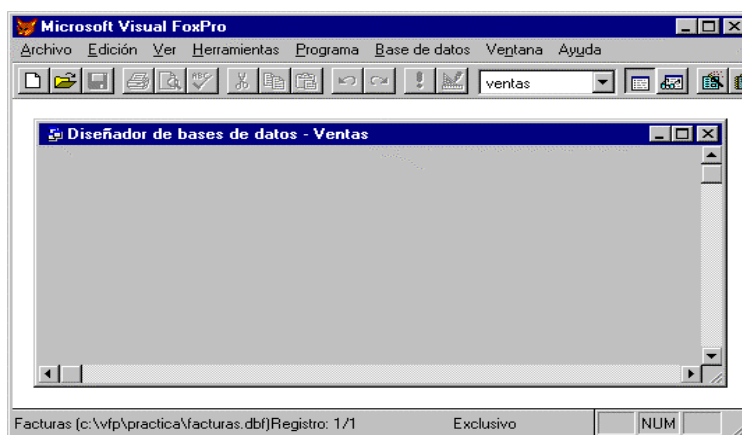 Microsoft Visual FoxPro
Archivo Edición Ver Herramientas Programa Base de datos Ventana Ayuda
ventas
Diseñador de bases de datos - Ventas
Facturas (c:\vfp\practica\facturas.dbf)Registro: 1/1 Exclusivo NUM